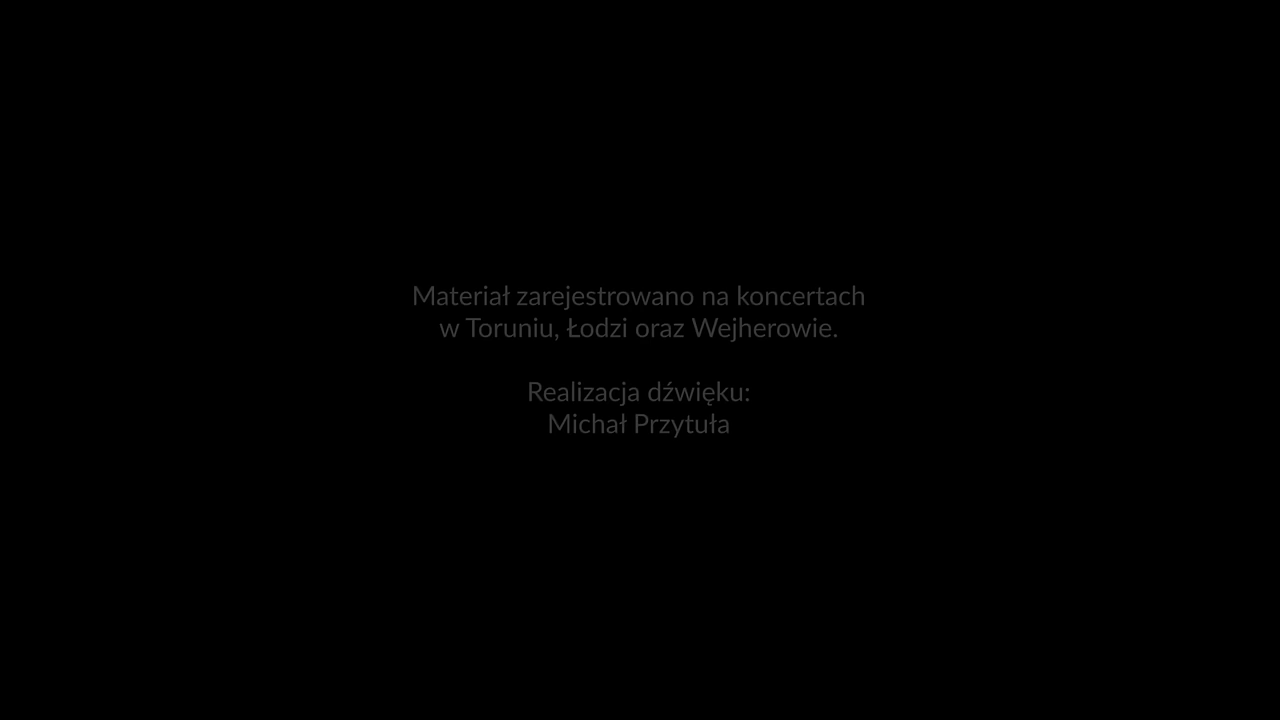 Materiał zarejestrowano na koncertach
w Toruniu, Łodzi oraz Wejherowie.
Realizacja dźwięku:
Michał Przytuła